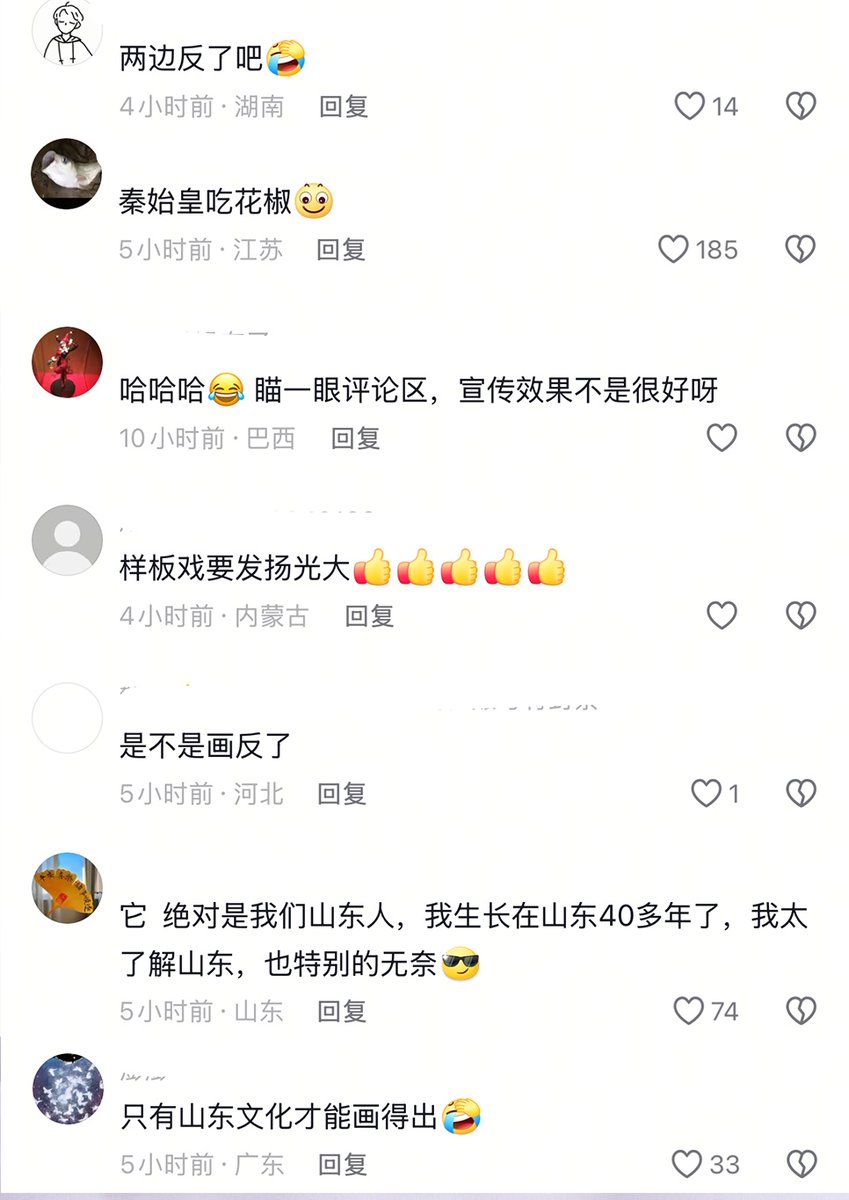 两边反了吧
4小时前·湖南 回复
14
秦始皇吃花椒
5小时前·江苏 回复
185
哈哈哈 瞄一眼评论区，宣传效果不是很好呀
10小时前·巴西 回复
样板戏要发扬光大
4小时前·内蒙古 回复
是不是画反了
5小时前·河北 回复
1
它 绝对是我们山东人，我生长在山东40多年了，我太
了解山东，也特别的无奈
5小时前·山东 回复
74
只有山东文化才能画得出
5小时前·广东 回复
33